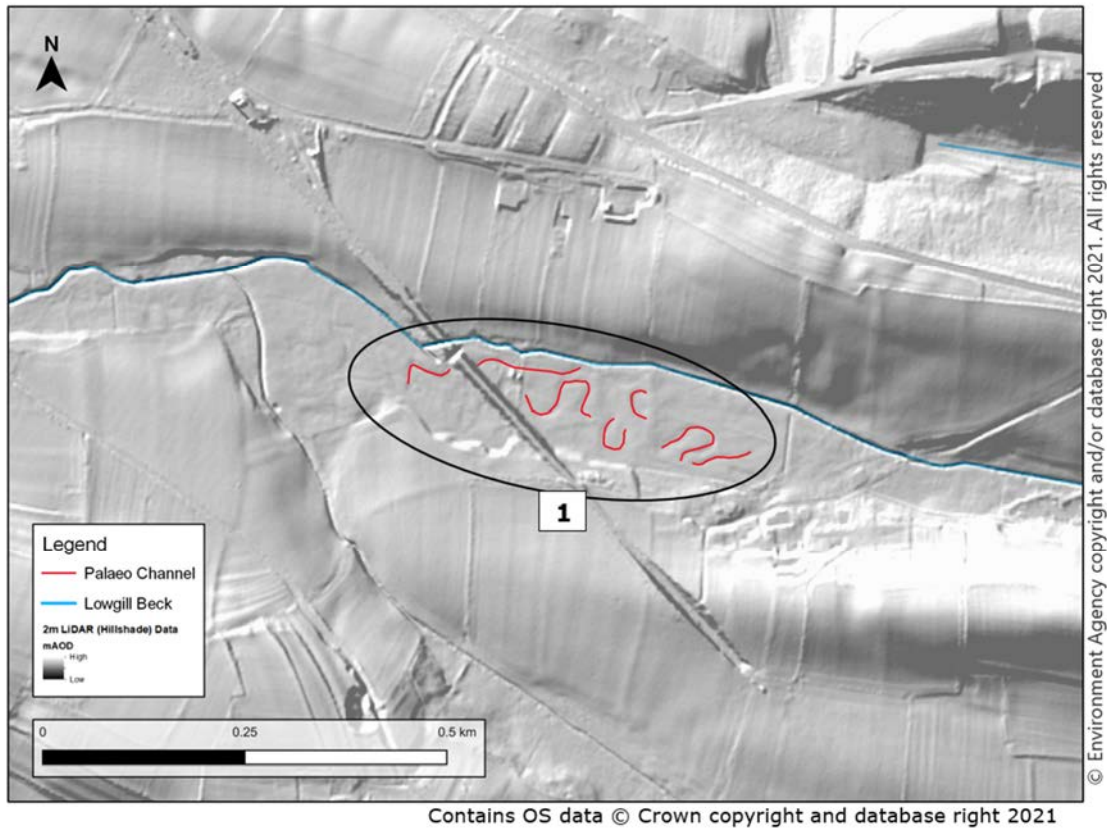 N
1
Legend
Palaeo Channel
Lowgill Beck
2m LiDAR (Hillshade) Data
mAOD
High
Low
0 0.25 0.5 km
© Environment Agency copyright and/or database right 2021. All rights reserved
Contains OS data © Crown copyright and database right 2021